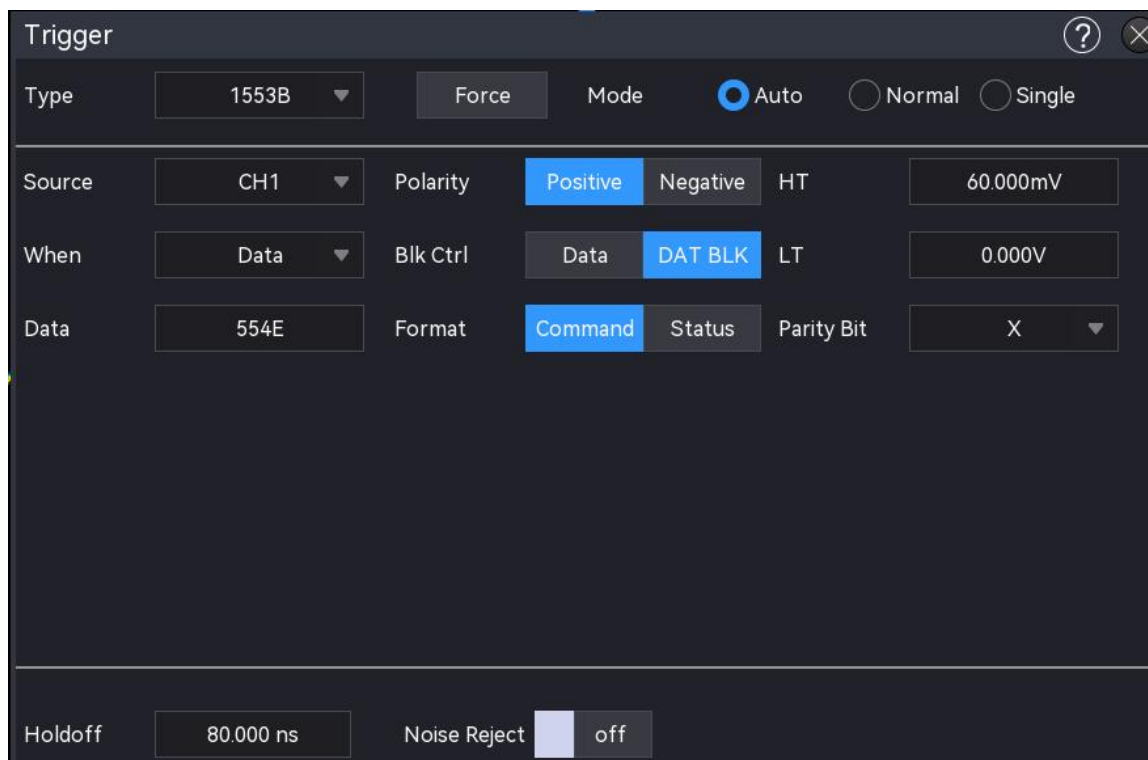 Trigger ?
Type 1553B Force Mode Auto Normal Single
Source CH1 Polarity Positive Negative HT 60.000mV
When Data Blk Ctrl Data DAT BLK LT 0.000V
Data 554E Format Command Status Parity Bit X
Holdoff 80.000 ns Noise Reject off